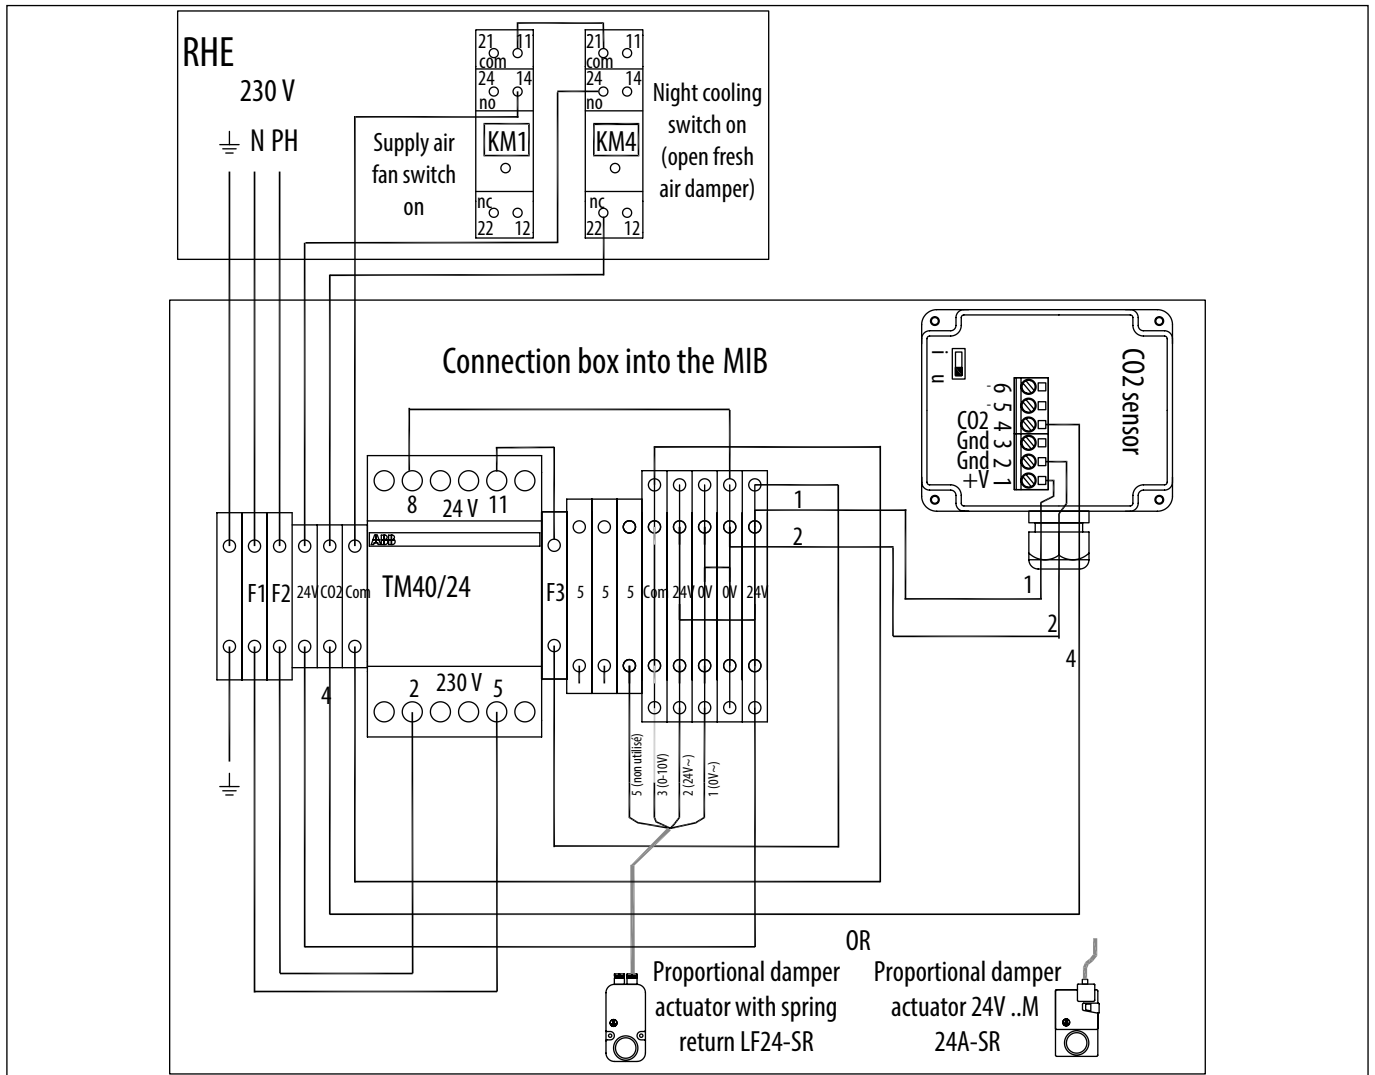 RHE
230 V
N PH
Supply air
fan switch
on
21 11
com
24 14
no
KM1
nc
22 12
21 11
com
24 14
no
KM4
nc
22 12
Night cooling
switch on
(open fresh
air damper)
Connection box into the MIB
i u
CO2 sensor
6
5
CO2 4
Gnd 3
Gnd 2
+V 1
8 24 V 11
ABB
TM40/24
2 230 V 5
F1 F2 24V CO2 Com
4
F3 5 5 5 Com 24V 0V 0V 24V
1
2
1
2
4
5 (non utilisé)
3 (0-10V)
2 (24V~)
1 (0V~)
OR
Proportional damper
actuator with spring
return LF24-SR
Proportional damper
actuator 24V ..M
24A-SR